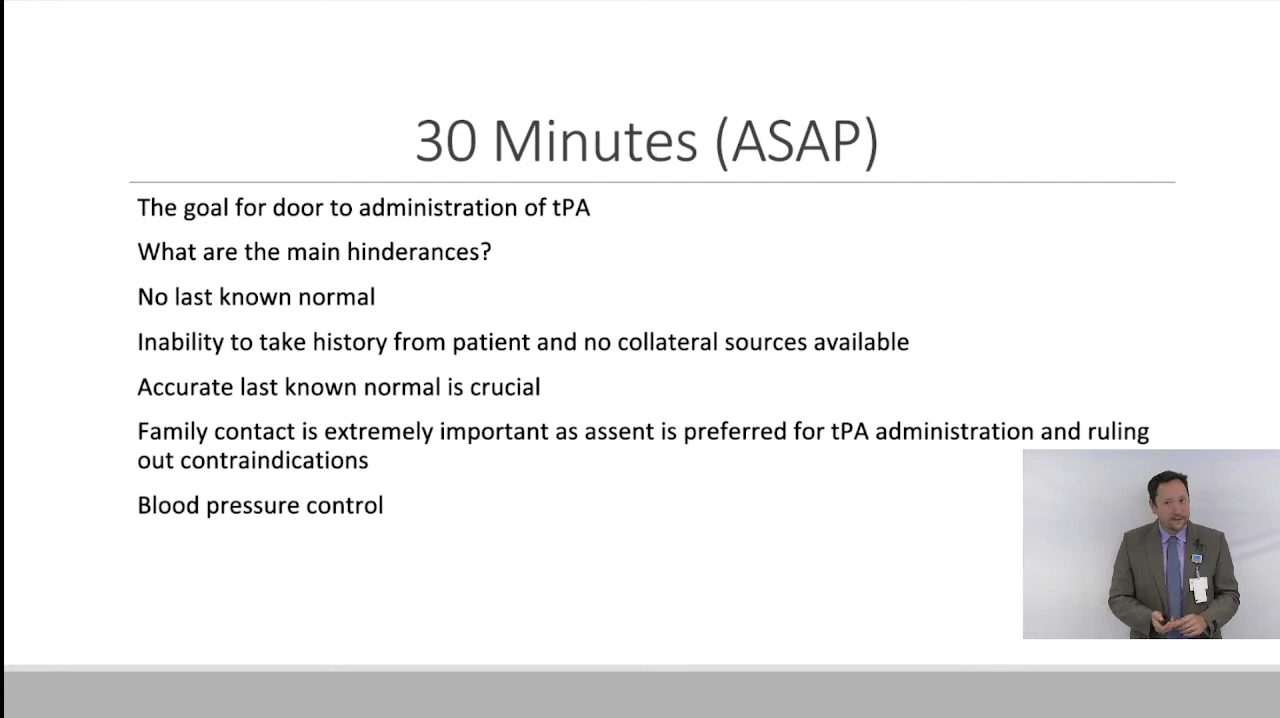 30 Minutes (ASAP)
The goal for door to administration of tPA
What are the main hinderances?
No last known normal
Inability to take history from patient and no collateral sources available
Accurate last known normal is crucial
Family contact is extremely important as assent is preferred for tPA administration and ruling
out contraindications
Blood pressure control